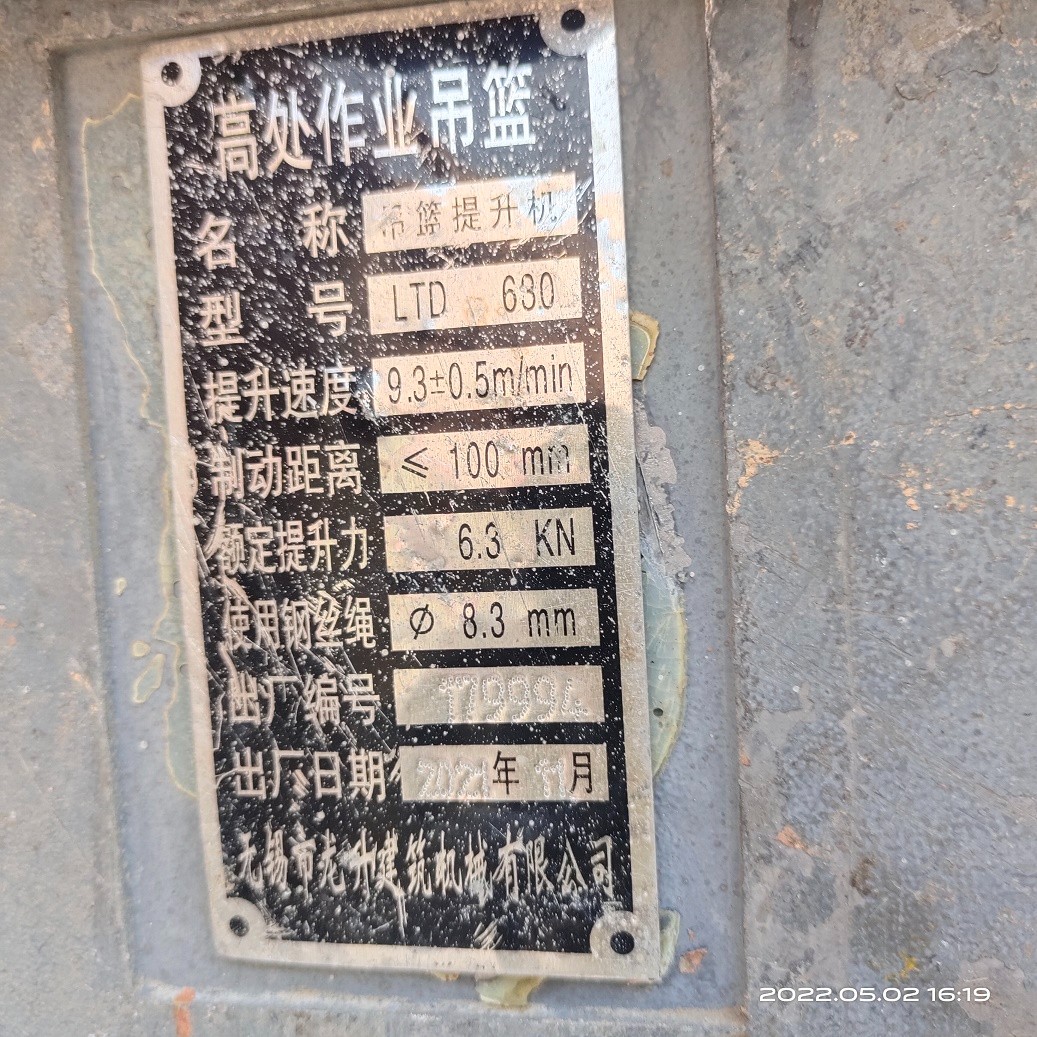 高处作业吊篮
名 称 吊篮提升机
型 号 LTD 630
提升速度 9.3±0.5m/min
制动距离 ≤ 100 mm
额定提升力 6.3 KN
使用钢丝绳 Ø 8.3 mm
出厂编号 179994
出厂日期 2021年 11月
无锡市龙升建筑机械有限公司
2022.05.02 16:19